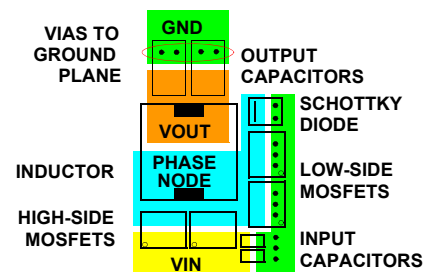 GND
VIAS TO
GROUND
PLANE
OUTPUT
CAPACITORS
SCHOTTKY
DIODE
VOUT
INDUCTOR
PHASE
NODE
LOW-SIDE
MOSFETS
HIGH-SIDE
MOSFETS
INPUT
CAPACITORS
VIN